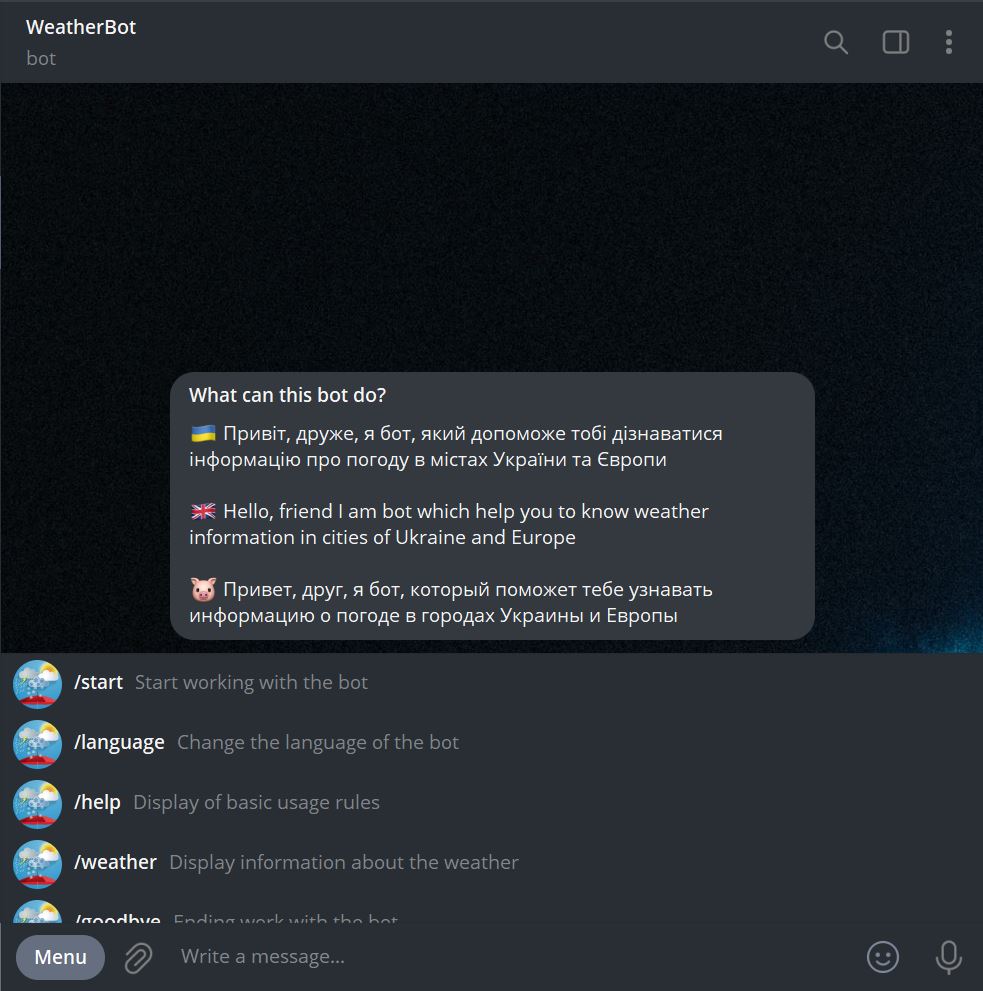 WeatherBot
bot
What can this bot do?
🇺🇦 Привіт, друже, я бот, який допоможе тобі дізнаватися
інформацію про погоду в містах України та Європи
🇬🇧 Hello, friend I am bot which help you to know weather
information in cities of Ukraine and Europe
🐷 Привет, друг, я бот, который поможет тебе узнавать
информацию о погоде в городах Украины и Европы
/start Start working with the bot
/language Change the language of the bot
/help Display of basic usage rules
/weather Display information about the weather
/goodbye Ending work with the bot
Menu Write a message...